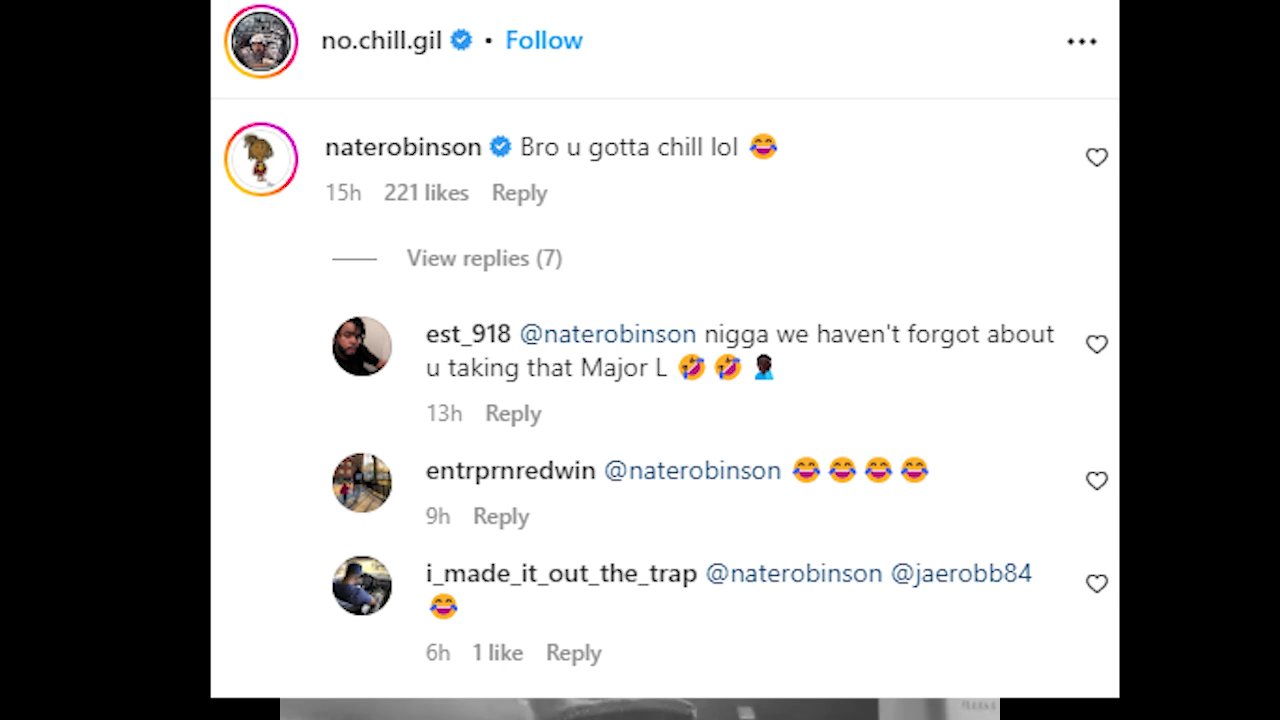 no.chill.gil • Follow
naterobinson Bro u gotta chill lol 😂
15h 221 likes Reply
View replies (7)
est_918 @naterobinson nigga we haven't forgot about
u taking that Major L 🤣 🤣 🤦🏿‍♂️
13h Reply
entrprnredwin @naterobinson 😂 😂 😂 😂
9h Reply
i_made_it_out_the_trap @naterobinson @jaerobb84
😂
6h 1 like Reply